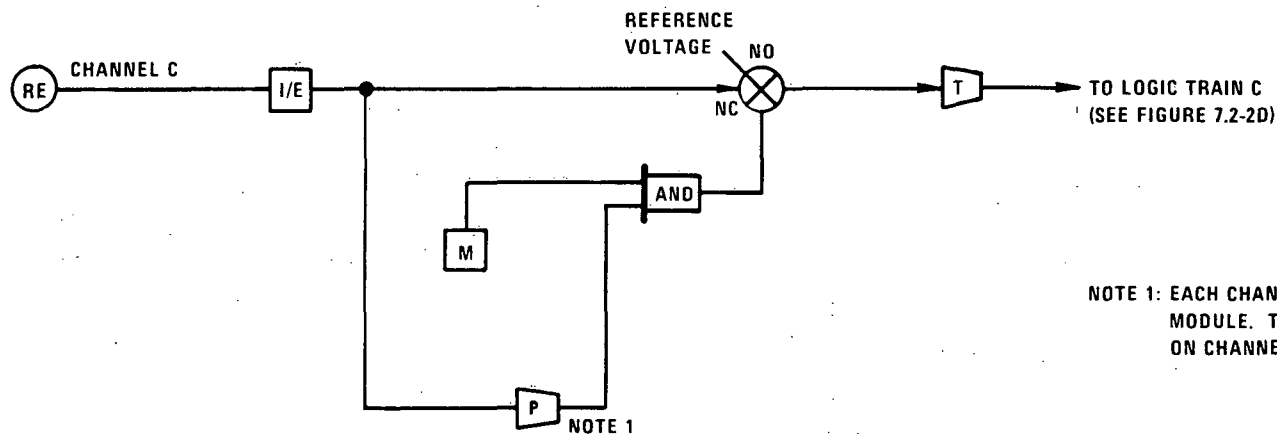 REFERENCE
VOLTAGE
NO
RE
CHANNEL C
I/E
NC
T
TO LOGIC TRAIN C
(SEE FIGURE 7.2-2D)
AND
M
P
NOTE 1
NOTE 1: EACH CHAN
MODULE. T
ON CHANNE